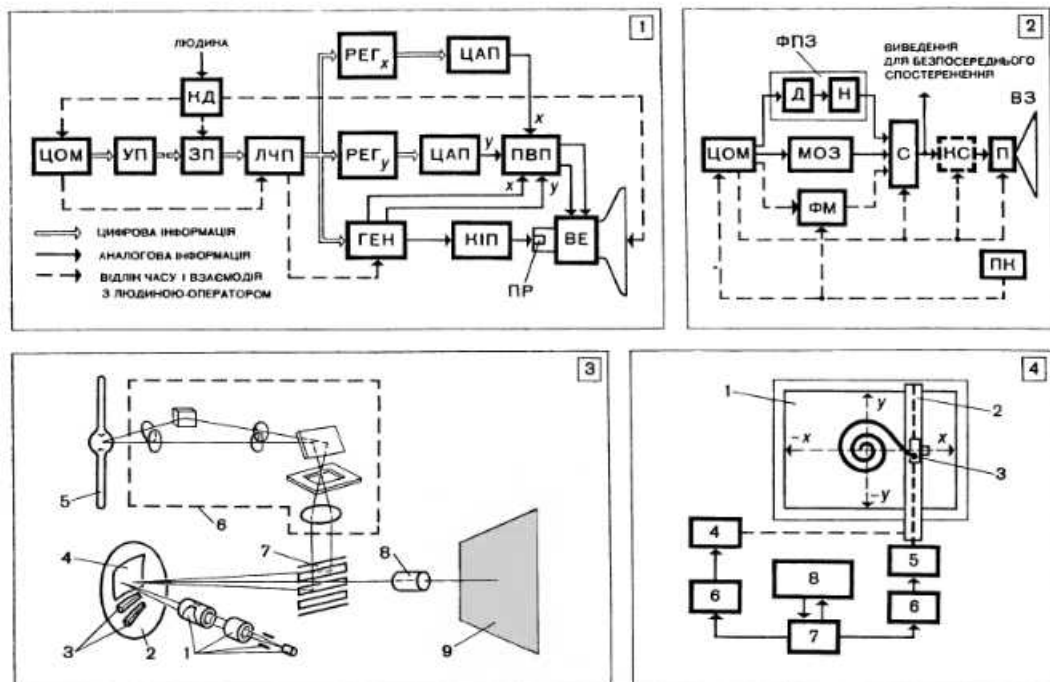 1
ЛЮДИНА
КД
ЦОМ УП ЗП ЛЧП
РЕГx ЦАП
x
РЕГy ЦАП y ПВП
x y
ГЕН КІП ПР ВЕ
ЦИФРОВА ІНФОРМАЦІЯ
АНАЛОГОВА ІНФОРМАЦІЯ
ВІДЛІК ЧАСУ І ВЗАЄМОДІЯ
З ЛЮДИНОЮ-ОПЕРАТОРОМ
2
ФПЗ
ВИВЕДЕННЯ
ДЛЯ БЕЗПОСЕРЕДНЬОГО
СПОСТЕРЕЖЕННЯ
ВЗ
Д Н
ЦОМ МОЗ С КС П
ФМ
ПК
3
5
6
7
8
4
3
2
1
9
4
1
y
2
-x x
3
-y
4
5
8
6
6
7